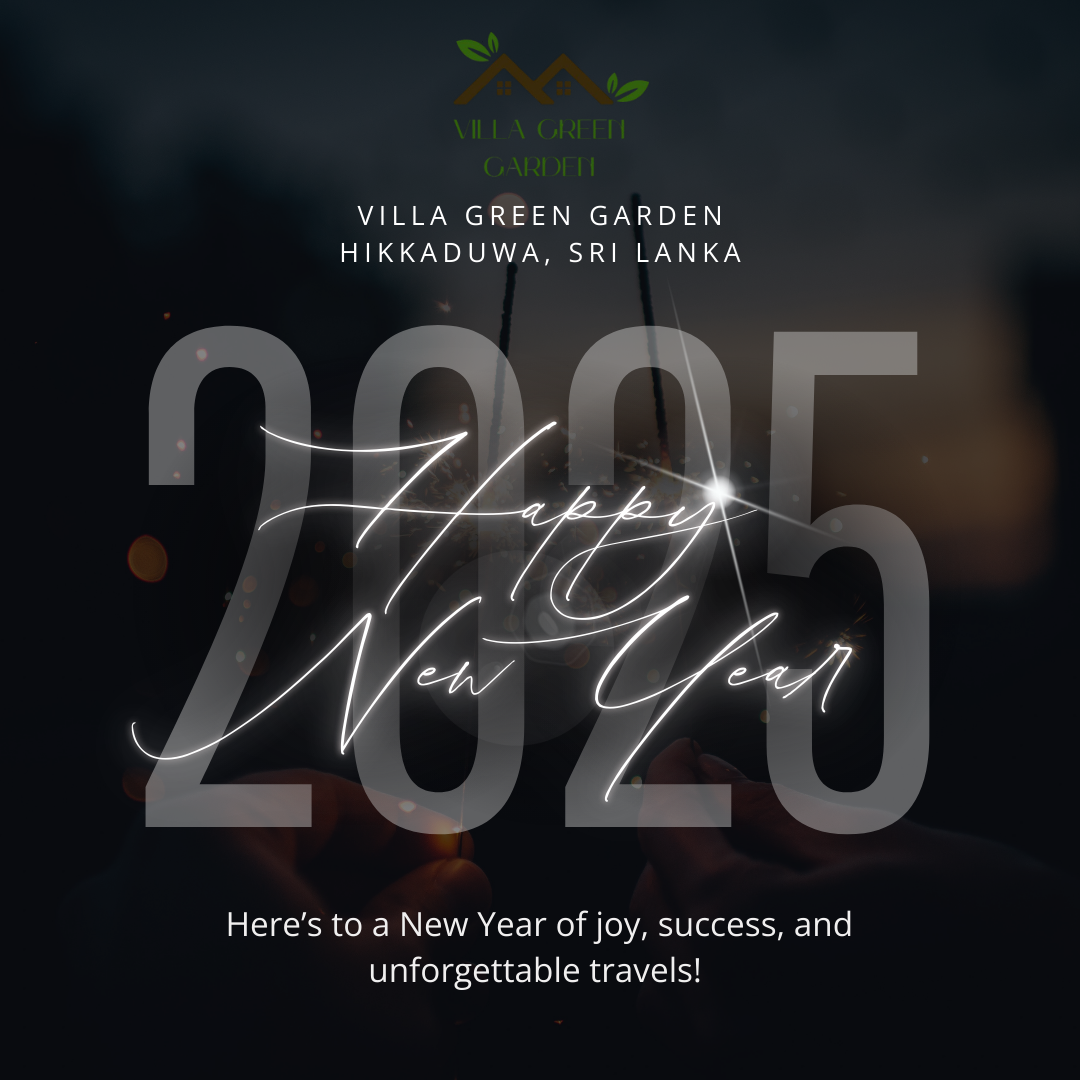 VILLA GREEN
GARDEN
VILLA GREEN GARDEN
HIKKADUWA, SRI LANKA
2025
Happy
New Year
Here’s to a New Year of joy, success, and
unforgettable travels!